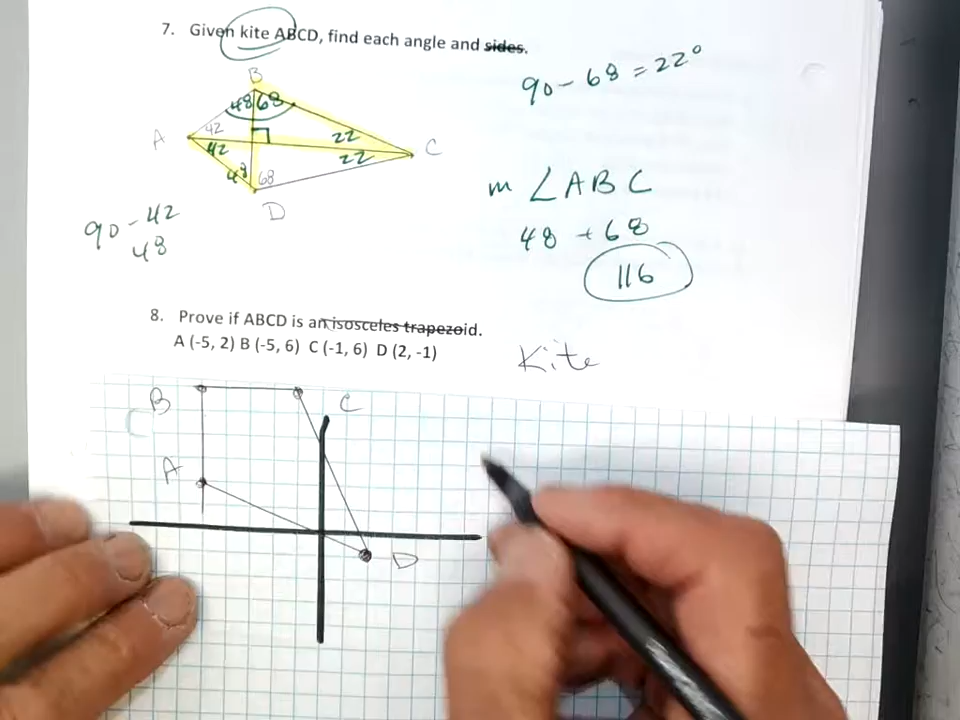 7. Given kite ABCD, find each angle and sides.
90 - 68 = 22°
B
48 68
A 42 22 C
42 22
48 68
D
m ∠ABC
48 + 68
116
90 - 42
48
8. Prove if ABCD is an isosceles trapezoid.
A (-5, 2) B (-5, 6) C (-1, 6) D (2, -1)
Kite
B C
A
D